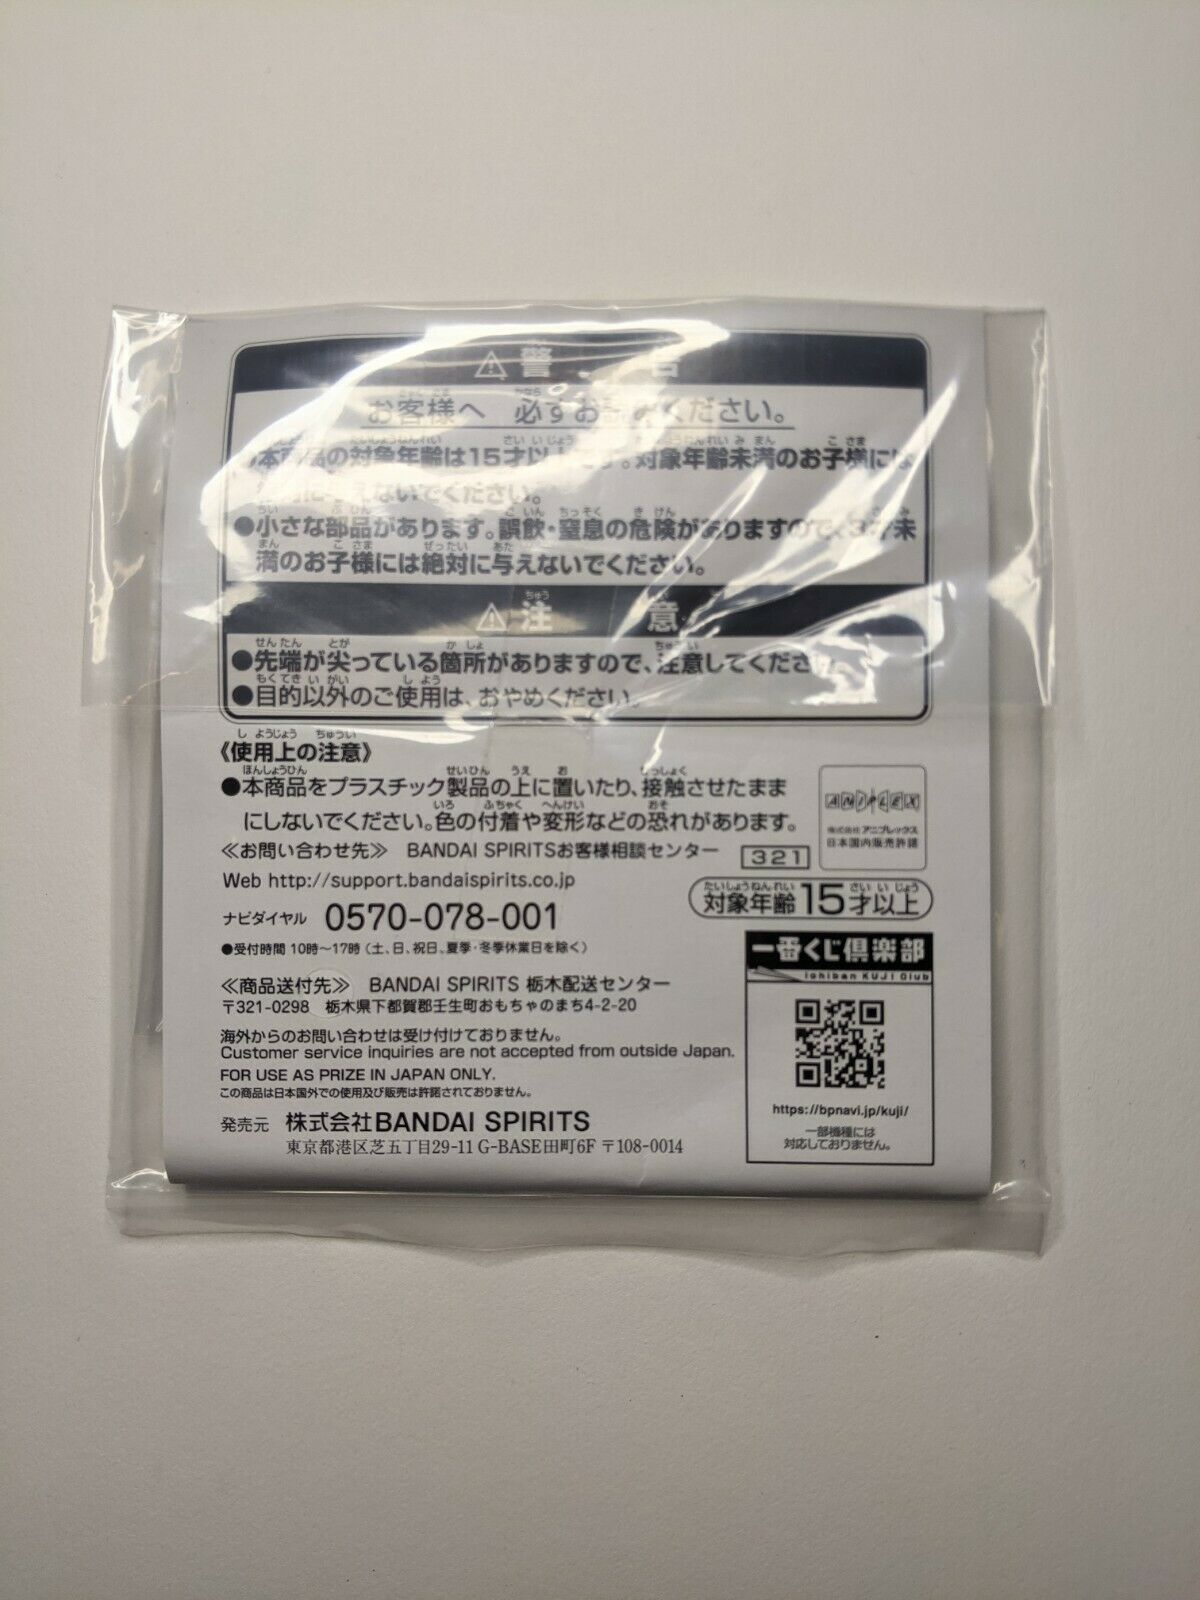 ⚠警 告
お客様へ 必ずお読みください。
本商品の対象年齢は15才以上です。対象年齢未満のお子様には
えないでください。
●小さな部品があります。誤飲・窒息の危険がありますので、3才未
満のお子様には絶対に与えないでください。
⚠注 意
●先端が尖っている箇所がありますので、注意してください
●目的以外のご使用は、おやめください。
《使用上の注意》
●本商品をプラスチック製品の上に置いたり、接触させたまま
にしないでください。色の付着や変形などの恐れがあります。
ANIPLEX
株式会社アニプレックス
日本国内販売許諾
≪お問い合わせ先≫ BANDAI SPIRITSお客様相談センター 321
Web http://support.bandaispirits.co.jp
対象年齢15才以上
ナビダイヤル 0570-078-001
●受付時間 10時～17時(土、日、祝日、夏季・冬季休業日を除く)
≪商品送付先≫ BANDAI SPIRITS 栃木配送センター
〒321-0298 栃木県下都賀郡壬生町おもちゃのまち4-2-20
海外からのお問い合わせは受け付けておりません。
Customer service inquiries are not accepted from outside Japan.
FOR USE AS PRIZE IN JAPAN ONLY.
この商品は日本国外での使用及び販売は許諾されておりません。
発売元 株式会社BANDAI SPIRITS
東京都港区芝五丁目29-11 G-BASE田町6F 〒108-0014
一番くじ倶楽部
Ichiban KUJI Club
https://bpnavi.jp/kuji/
一部機種には
対応しておりません。